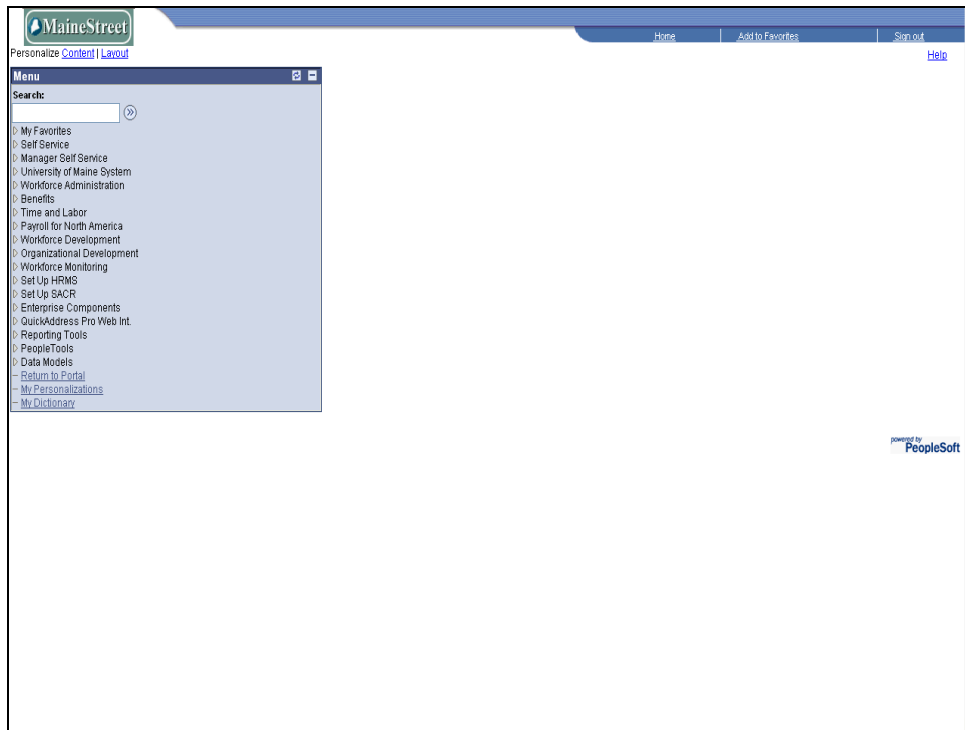 MaineStreet
Home Add to Favorites Sign out
Personalize Content | Layout
Help
Menu
Search:
My Favorites
Self Service
Manager Self Service
University of Maine System
Workforce Administration
Benefits
Time and Labor
Payroll for North America
Workforce Development
Organizational Development
Workforce Monitoring
Set Up HRMS
Set Up SACR
Enterprise Components
QuickAddress Pro Web Int.
Reporting Tools
PeopleTools
Data Models
Return to Portal
My Personalizations
My Dictionary
powered by
PeopleSoft